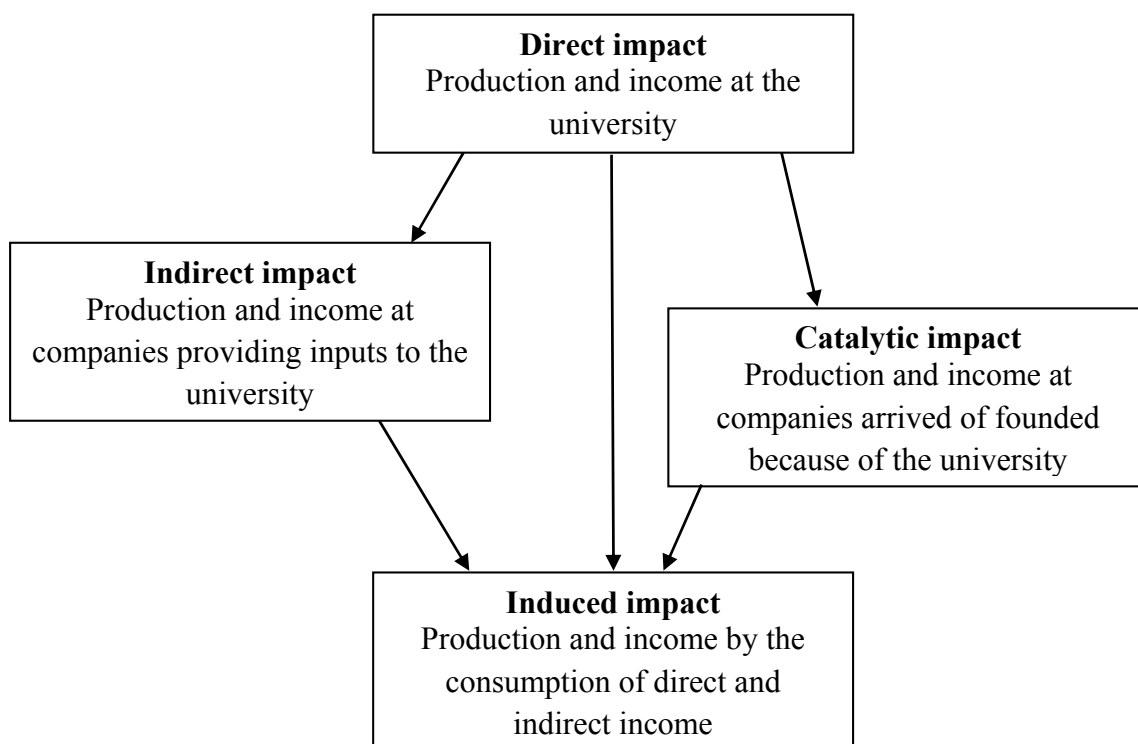 Direct impact
Production and income at the
university
Indirect impact
Production and income at
companies providing inputs to the
university
Catalytic impact
Production and income at
companies arrived of founded
because of the university
Induced impact
Production and income by the
consumption of direct and
indirect income